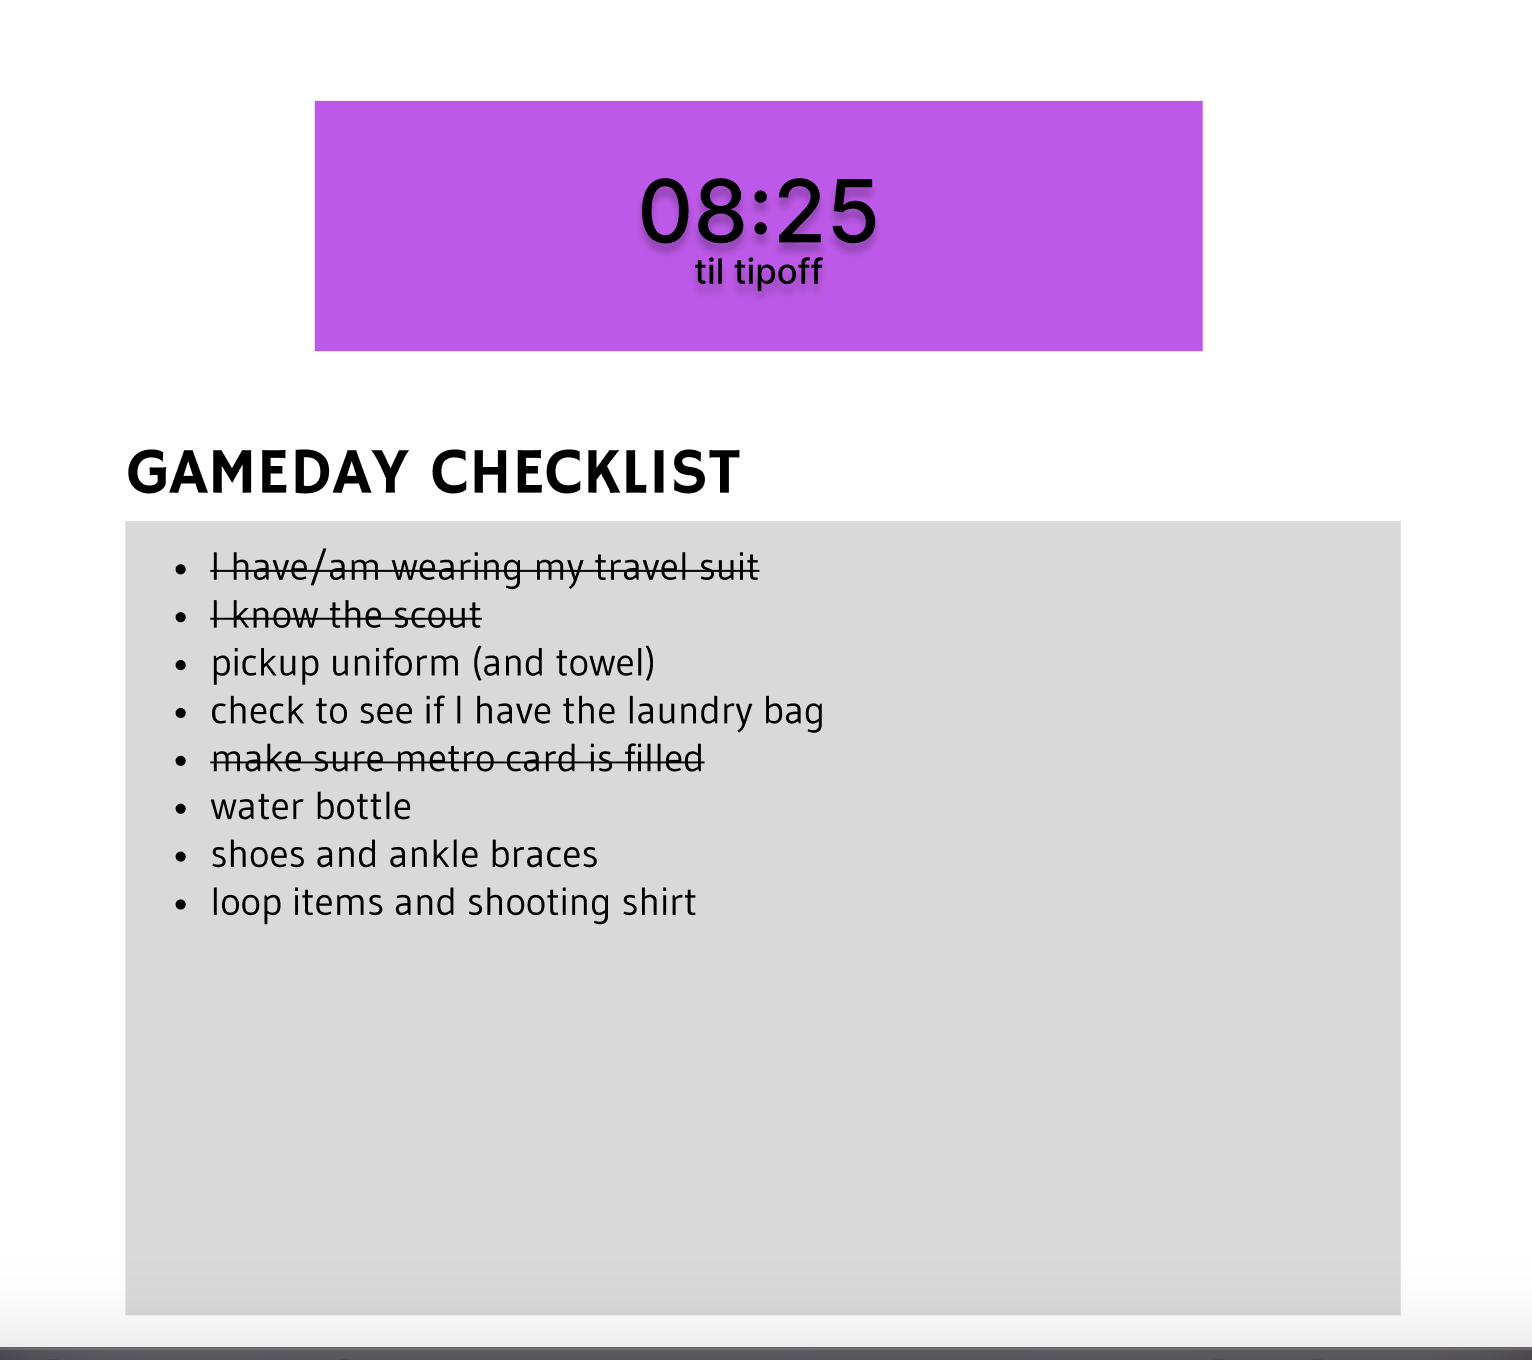 08:25
til tipoff
GAMEDAY CHECKLIST
• I have/am wearing my travel suit
• I know the scout
• pickup uniform (and towel)
• check to see if I have the laundry bag
• make sure metro card is filled
• water bottle
• shoes and ankle braces
• loop items and shooting shirt